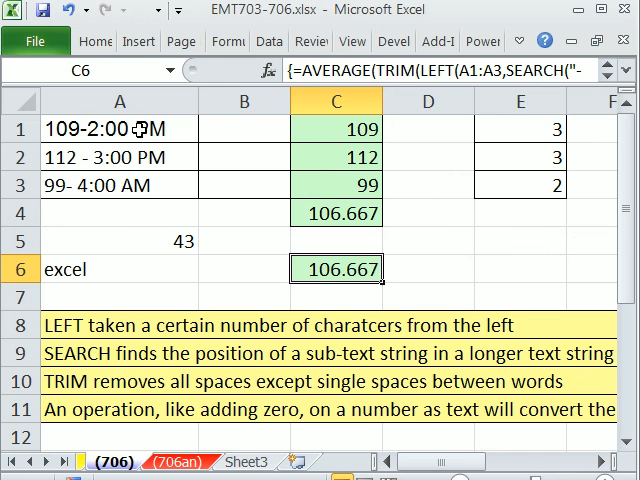 EMT703-706.xlsx - Microsoft Excel
File Home Insert Page Formu Data Revie View Devel Add-I Power
C6 fx {=AVERAGE(TRIM(LEFT(A1:A3,SEARCH("-
A B C D E F
1 109-2:00 PM 109 3
2 112 - 3:00 PM 112 3
3 99- 4:00 AM 99 2
4 106.667
5 43
6 excel 106.667
7
8 LEFT taken a certain number of charatcers from the left
9 SEARCH finds the position of a sub-text string in a longer text string
10 TRIM removes all spaces except single spaces between words
11 An operation, like adding zero, on a number as text will convert the
12
(706) (706an) Sheet3